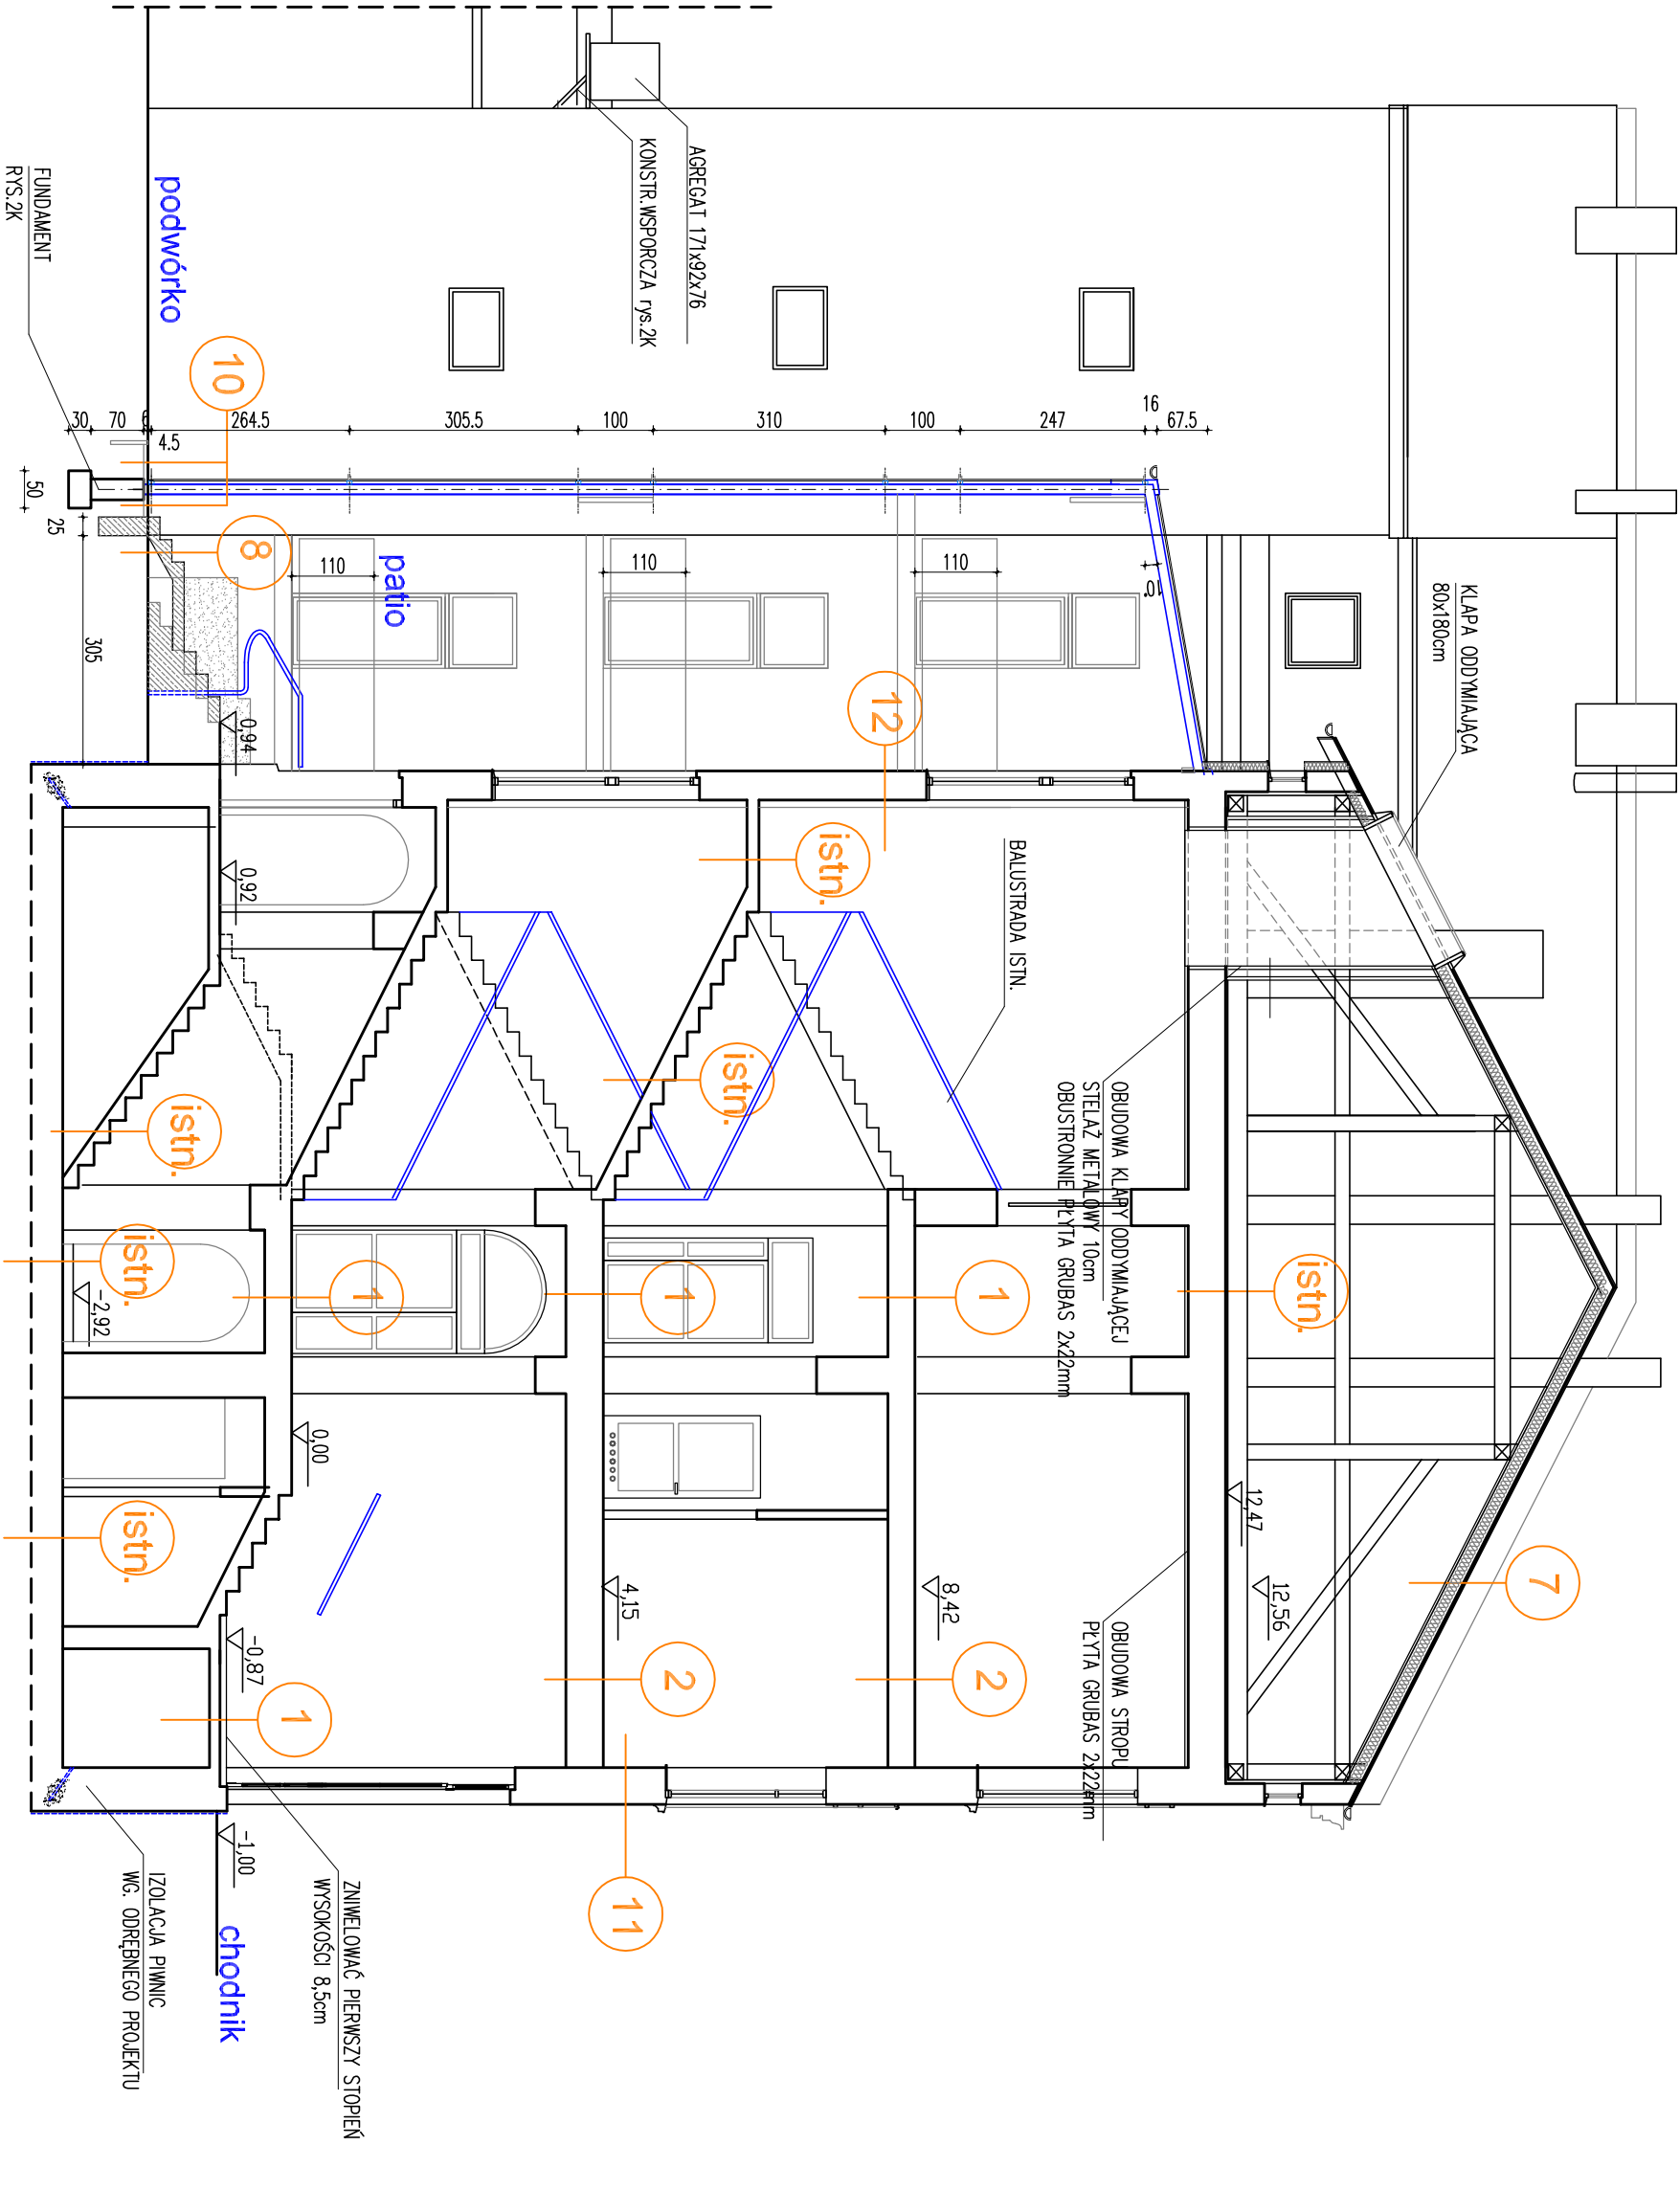 AGREGAT 171x92x76
KONSTR.WSPORCZA rys.2K
podwórko
FUNDAMENT
RYS.2K
KLAPA ODDYMIAJĄCA
80x180cm
16
67.5
247
100
310
100
305.5
264.5
6
4.5
70
30
50
25
305
10
8
patio
110
110
110
10°
12
0,94
0,92
istn.
BALUSTRADA ISTN.
istn.
istn.
OBUDOWA KLAPY ODDYMIAJĄCEJ
STELAŻ METALOWY 10cm
OBUSTRONNIE PŁYTA GRUBAS 2x22mm
istn.
1
1
1
istn.
-2,92
0,00
istn.
12,47
12,56
8,42
4,15
-0,87
7
2
2
1
OBUDOWA STROPU
PŁYTA GRUBAS 2x22mm
11
-1,00
chodnik
ZNIWELOWAĆ PIERWSZY STOPIEŃ
WYSOKOŚCI 8,5cm
IZOLACJA PIWNIC
WG. ODRĘBNEGO PROJEKTU